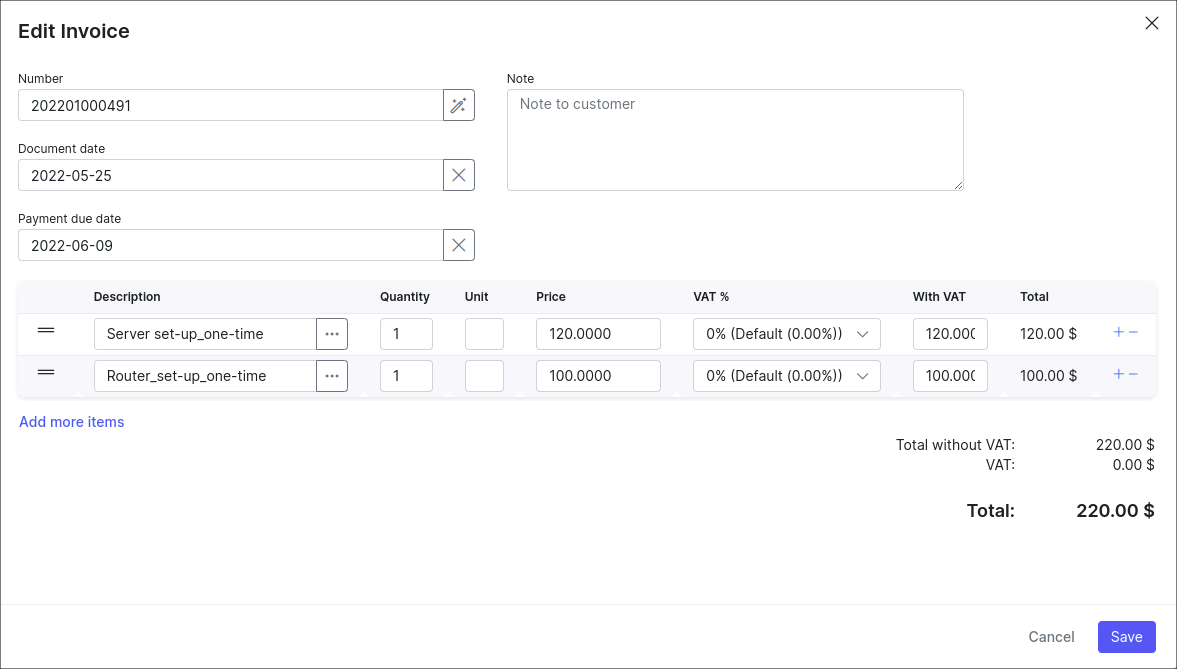 Edit Invoice
Number
Note
202201000491
Note to customer
Document date
2022-05-25
Payment due date
2022-06-09
Description Quantity Unit Price VAT % With VAT Total
Server set-up_one-time ... 1 120.0000 0% (Default (0.00%)) 120.000 120.00 $ + −
Router_set-up_one-time ... 1 100.0000 0% (Default (0.00%)) 100.000 100.00 $ + −
Add more items
Total without VAT: 220.00 $
VAT: 0.00 $
Total: 220.00 $
Cancel Save